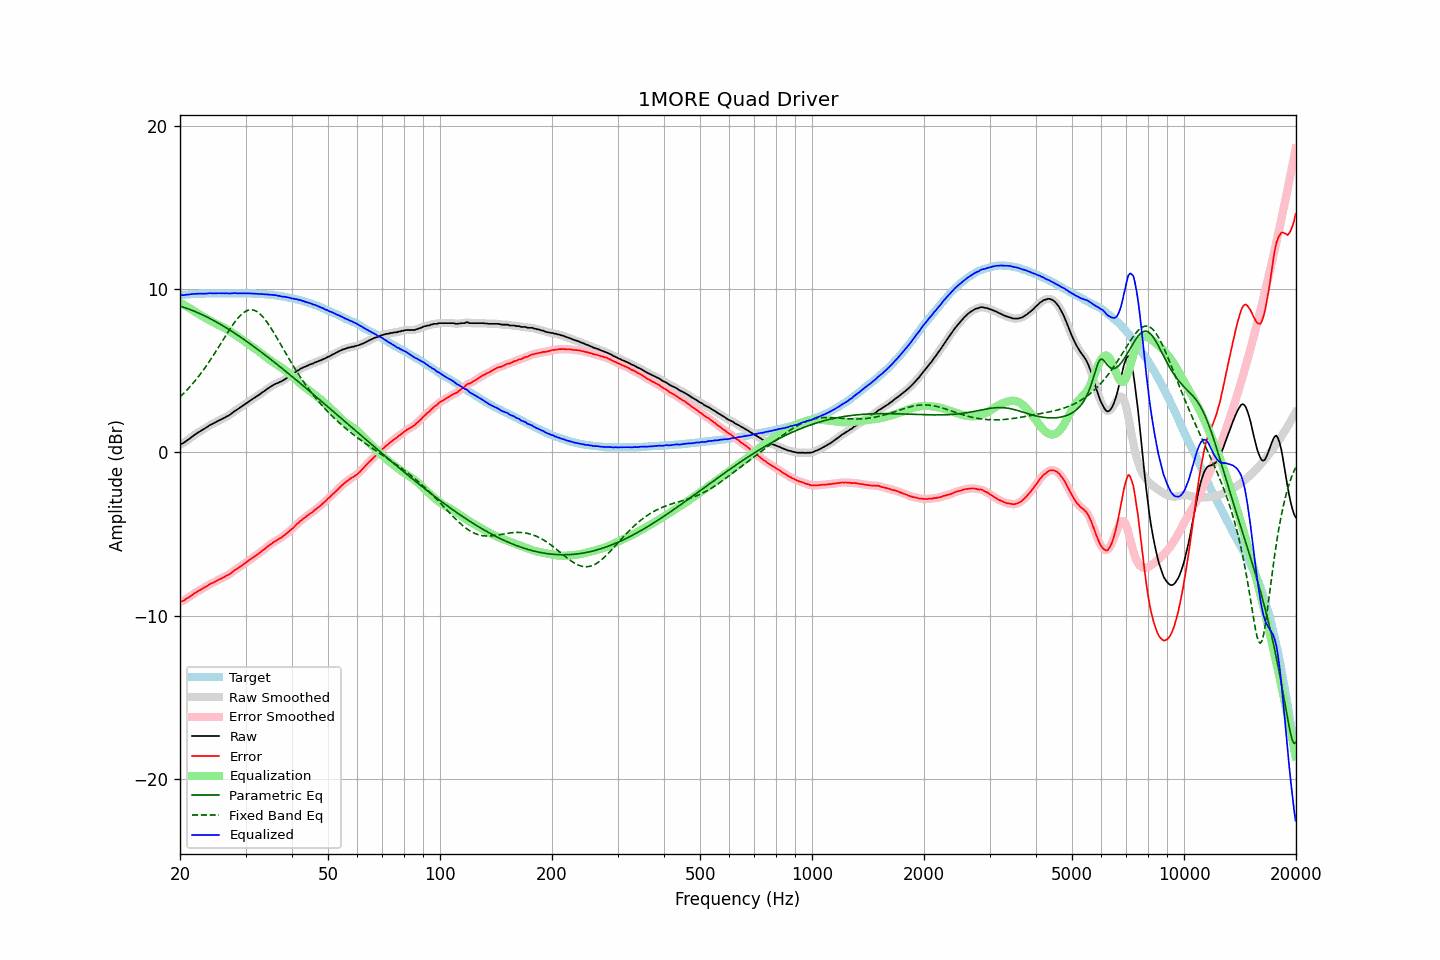 1MORE Quad Driver
Amplitude (dBr)
20
10
0
−10
−20
Target
Raw Smoothed
Error Smoothed
Raw
Error
Equalization
Parametric Eq
Fixed Band Eq
Equalized
20 50 100 200 500 1000 2000 5000 10000 20000
Frequency (Hz)